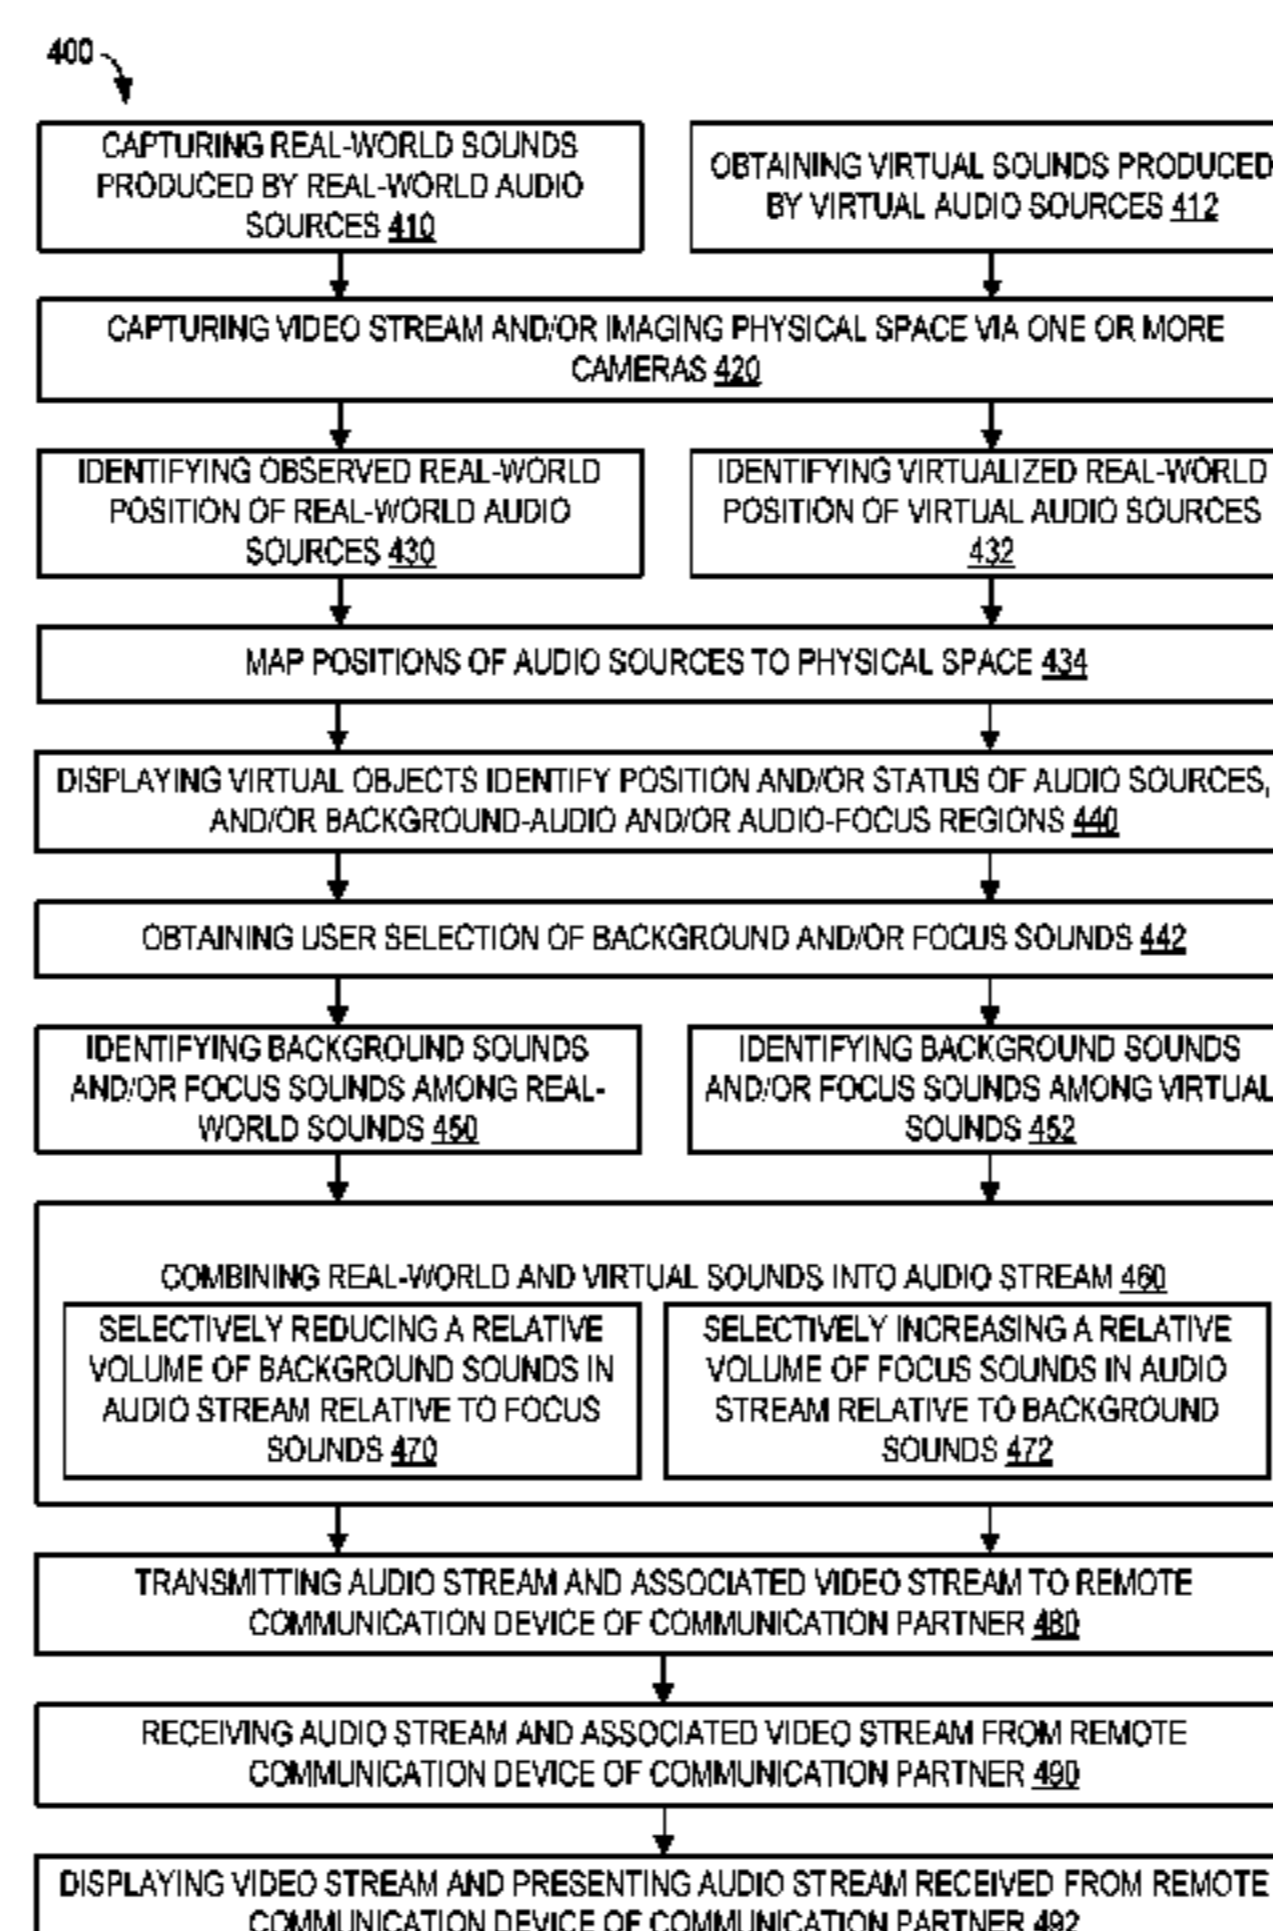 400
CAPTURING REAL-WORLD SOUNDS
PRODUCED BY REAL-WORLD AUDIO
SOURCES 410
OBTAINING VIRTUAL SOUNDS PRODUCED
BY VIRTUAL AUDIO SOURCES 412
CAPTURING VIDEO STREAM AND/OR IMAGING PHYSICAL SPACE VIA ONE OR MORE
CAMERAS 420
IDENTIFYING OBSERVED REAL-WORLD
POSITION OF REAL-WORLD AUDIO
SOURCES 430
IDENTIFYING VIRTUALIZED REAL-WORLD
POSITION OF VIRTUAL AUDIO SOURCES
432
MAP POSITIONS OF AUDIO SOURCES TO PHYSICAL SPACE 434
DISPLAYING VIRTUAL OBJECTS IDENTIFY POSITION AND/OR STATUS OF AUDIO SOURCES,
AND/OR BACKGROUND-AUDIO AND/OR AUDIO-FOCUS REGIONS 440
OBTAINING USER SELECTION OF BACKGROUND AND/OR FOCUS SOUNDS 442
IDENTIFYING BACKGROUND SOUNDS
AND/OR FOCUS SOUNDS AMONG REAL-
WORLD SOUNDS 450
IDENTIFYING BACKGROUND SOUNDS
AND/OR FOCUS SOUNDS AMONG VIRTUAL
SOUNDS 452
COMBINING REAL-WORLD AND VIRTUAL SOUNDS INTO AUDIO STREAM 460
SELECTIVELY REDUCING A RELATIVE
VOLUME OF BACKGROUND SOUNDS IN
AUDIO STREAM RELATIVE TO FOCUS
SOUNDS 470
SELECTIVELY INCREASING A RELATIVE
VOLUME OF FOCUS SOUNDS IN AUDIO
STREAM RELATIVE TO BACKGROUND
SOUNDS 472
TRANSMITTING AUDIO STREAM AND ASSOCIATED VIDEO STREAM TO REMOTE
COMMUNICATION DEVICE OF COMMUNICATION PARTNER 480
RECEIVING AUDIO STREAM AND ASSOCIATED VIDEO STREAM FROM REMOTE
COMMUNICATION DEVICE OF COMMUNICATION PARTNER 490
DISPLAYING VIDEO STREAM AND PRESENTING AUDIO STREAM RECEIVED FROM REMOTE
COMMUNICATION DEVICE OF COMMUNICATION PARTNER 492